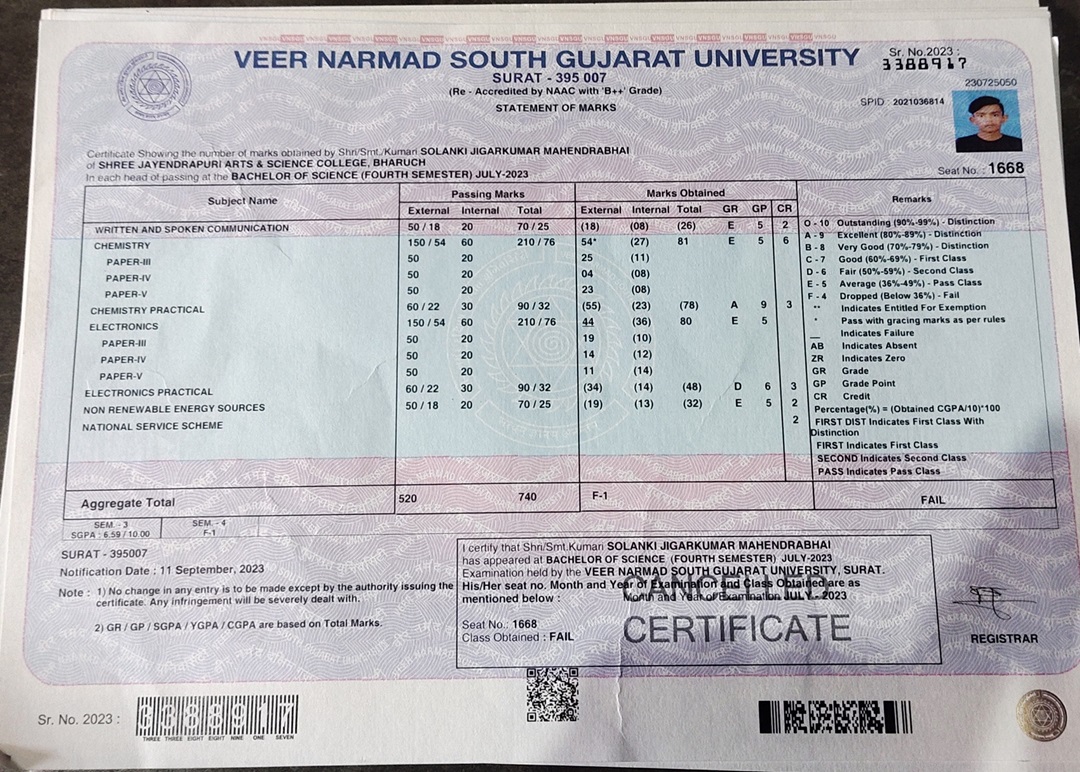 VEER NARMAD SOUTH GUJARAT UNIVERSITY
SURAT - 395 007
(Re - Accredited by NAAC with 'B++' Grade)
STATEMENT OF MARKS
Sr. No.2023 :
3388917
230725050
SPID : 2021036814
Certificate Showing the number of marks obtained by Shri/Smt./Kumari SOLANKI JIGARKUMAR MAHENDRABHAI
of SHREE JAYENDRAPURI ARTS & SCIENCE COLLEGE, BHARUCH
In each head of passing at the BACHELOR OF SCIENCE (FOURTH SEMESTER) JULY-2023
Seat No. : 1668
Subject Name Passing Marks Marks Obtained Remarks
External Internal Total External Internal Total GR GP CR
WRITTEN AND SPOKEN COMMUNICATION 50 / 18 20 70 / 25 (18) (08) (26) E 5 2
CHEMISTRY 150 / 54 60 210 / 76 54* (27) 81 E 5 6
PAPER-III 50 20 25 (11)
PAPER-IV 50 20 04 (08)
PAPER-V 50 20 23 (08)
CHEMISTRY PRACTICAL 60 / 22 30 90 / 32 (55) (23) (78) A 9 3
ELECTRONICS 150 / 54 60 210 / 76 44 (36) 80 E 5
PAPER-III 50 20 19 (10)
PAPER-IV 50 20 14 (12)
PAPER-V 50 20 11 (14)
ELECTRONICS PRACTICAL 60 / 22 30 90 / 32 (34) (14) (48) D 6 3
NON RENEWABLE ENERGY SOURCES 50 / 18 20 70 / 25 (19) (13) (32) E 5 2
NATIONAL SERVICE SCHEME 2
O - 10 Outstanding (90%-99%) - Distinction
A - 9 Excellent (80%-89%) - Distinction
B - 8 Very Good (70%-79%) - Distinction
C - 7 Good (60%-69%) - First Class
D - 6 Fair (50%-59%) - Second Class
E - 5 Average (36%-49%) - Pass Class
F - 4 Dropped (Below 36%) - Fail
** Indicates Entitled For Exemption
* Pass with gracing marks as per rules
__ Indicates Failure
AB Indicates Absent
ZR Indicates Zero
GR Grade
GP Grade Point
CR Credit
Percentage(%) = (Obtained CGPA/10)*100
FIRST DIST Indicates First Class With
Distinction
FIRST Indicates First Class
SECOND Indicates Second Class
PASS Indicates Pass Class
Aggregate Total 520 740 F-1 FAIL
SEM. - 3 SEM. - 4
SGPA : 6.59 / 10.00 F-1
SURAT - 395007
Notification Date : 11 September, 2023
Note : 1) No change in any entry is to be made except by the authority issuing the
certificate. Any infringement will be severely dealt with.
2) GR / GP / SGPA / YGPA / CGPA are based on Total Marks.
I certify that Shri/Smt.Kumari SOLANKI JIGARKUMAR MAHENDRABHAI
has appeared at BACHELOR OF SCIENCE (FOURTH SEMESTER), JULY-2023
Examination held by the VEER NARMAD SOUTH GUJARAT UNIVERSITY, SURAT.
His/Her seat no. Month and Year of Examination and Class Obtained are as
mentioned below : Month and Year of Examination JULY - 2023
Seat No.: 1668
Class Obtained : FAIL
CERTIFICATE
REGISTRAR
Sr. No. 2023 : 3388917
THREE THREE EIGHT EIGHT NINE ONE SEVEN